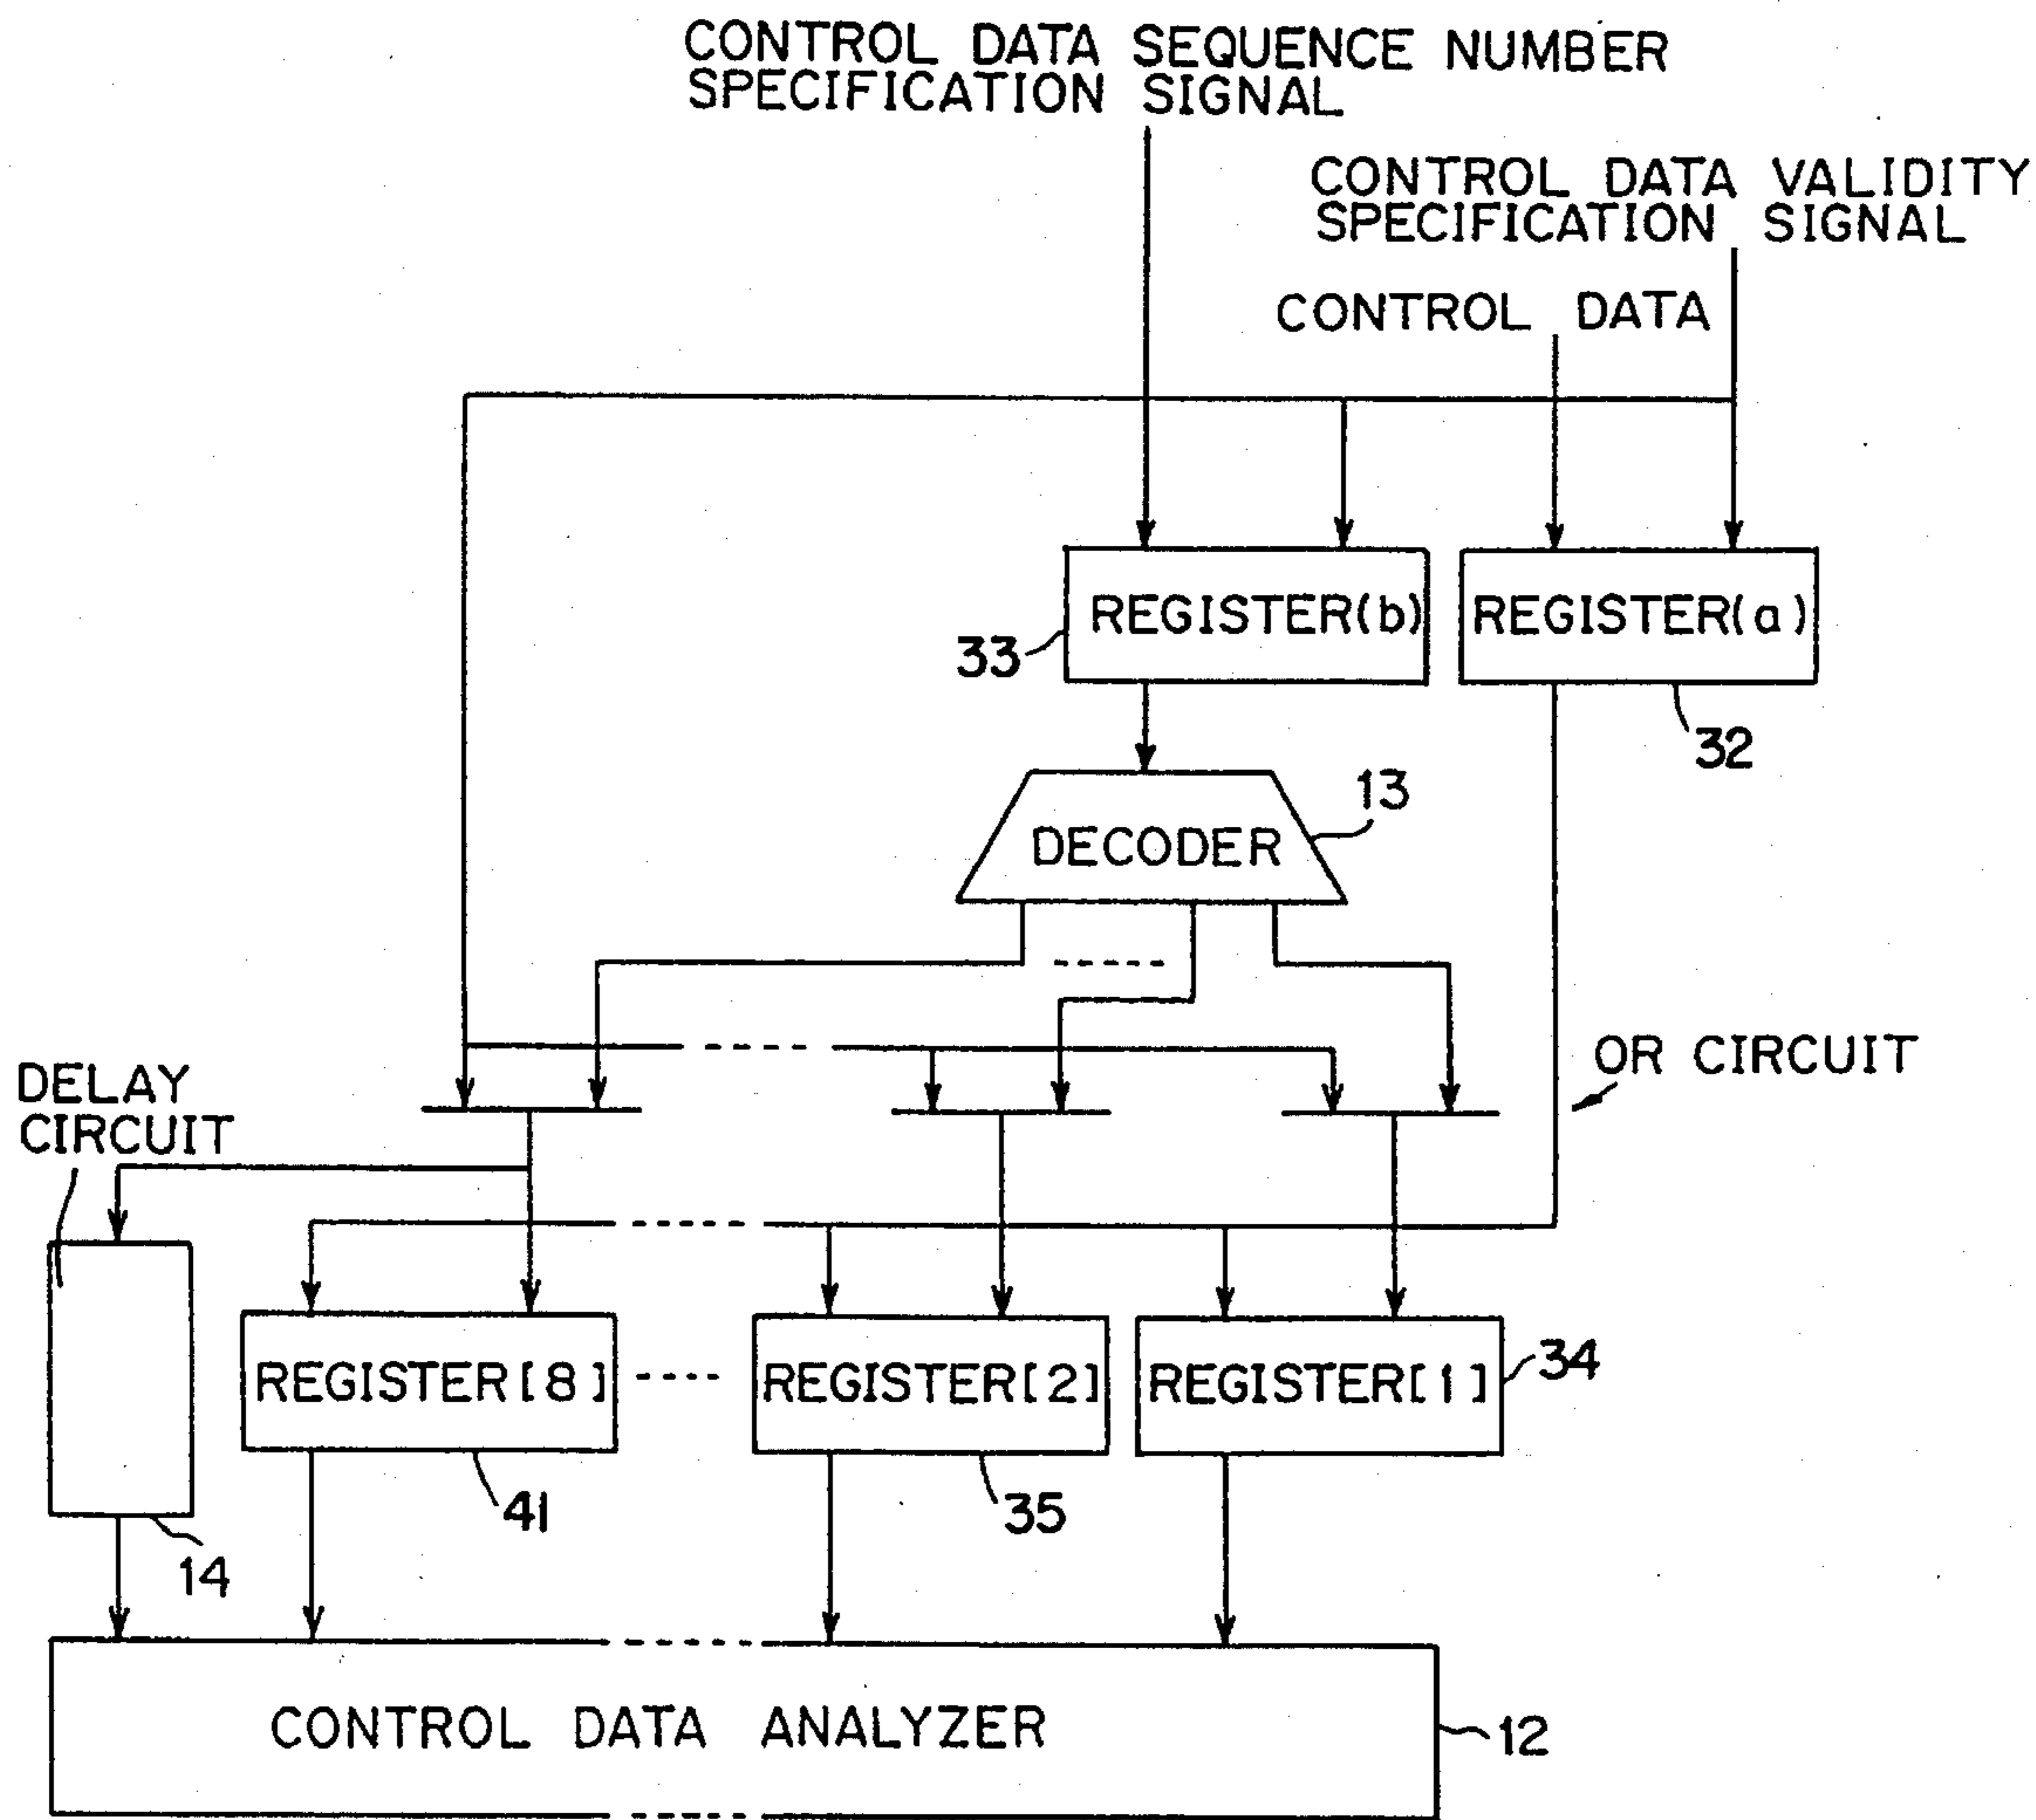 CONTROL DATA SEQUENCE NUMBER
SPECIFICATION SIGNAL
CONTROL DATA VALIDITY
SPECIFICATION SIGNAL
CONTROL DATA
REGISTER(b)
REGISTER(a)
33
32
13
DECODER
OR CIRCUIT
DELAY
CIRCUIT
REGISTER[8]
REGISTER[2]
REGISTER[1]
34
41
35
14
CONTROL DATA ANALYZER
12